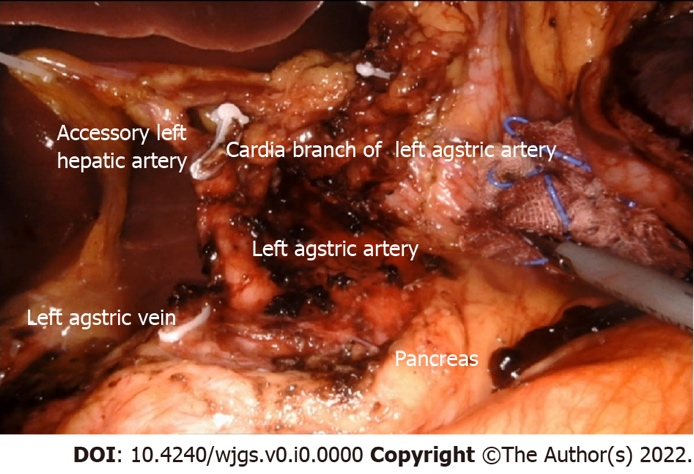 Accessory left
hepatic artery
Cardia branch of left agstric artery
Left agstric artery
Left agstric vein
Pancreas
DOI: 10.4240/wjgs.v0.i0.0000 Copyright ©The Author(s) 2022.